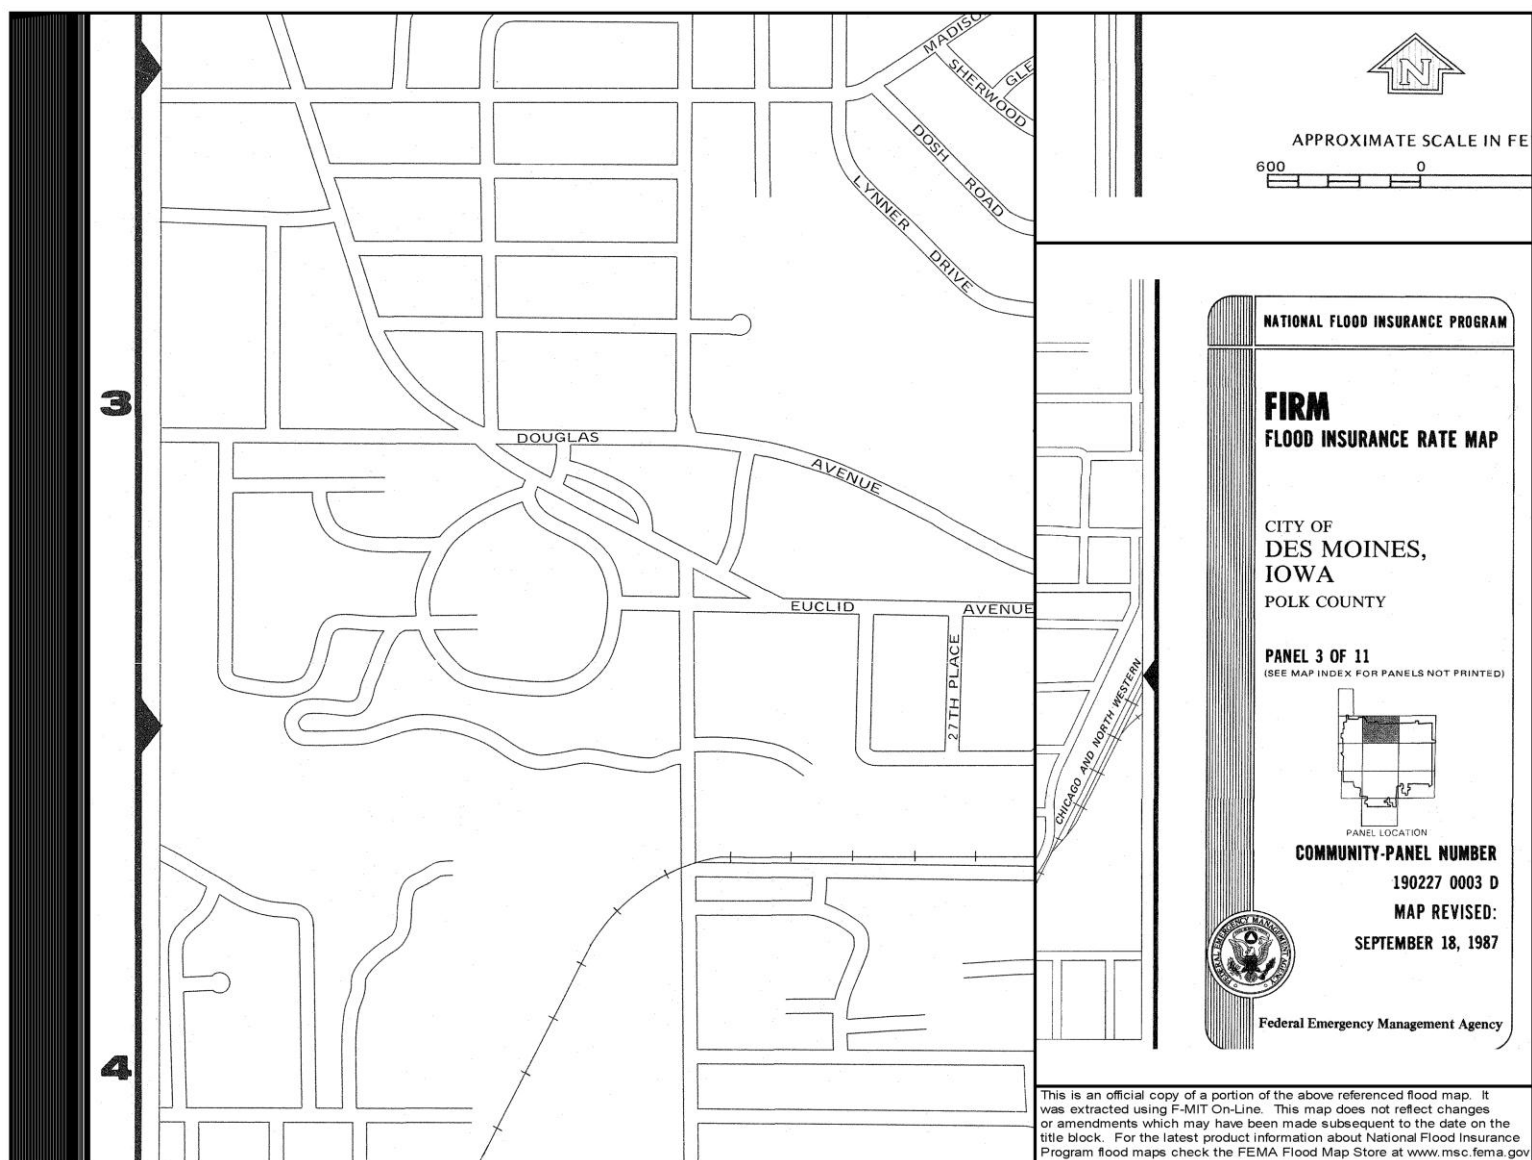 3
4
MADISO
SHERWOOD
GLE
DOSH ROAD
LYNNER DRIVE
DOUGLAS AVENUE
EUCLID AVENUE
27TH PLACE
CHICAGO AND NORTH WESTERN
N
APPROXIMATE SCALE IN FE
600 0
NATIONAL FLOOD INSURANCE PROGRAM
FIRM
FLOOD INSURANCE RATE MAP
CITY OF
DES MOINES,
IOWA
POLK COUNTY
PANEL 3 OF 11
(SEE MAP INDEX FOR PANELS NOT PRINTED)
PANEL LOCATION
COMMUNITY-PANEL NUMBER
190227 0003 D
MAP REVISED:
SEPTEMBER 18, 1987
FEDERAL EMERGENCY MANAGEMENT AGENCY
Federal Emergency Management Agency
This is an official copy of a portion of the above referenced flood map. It
was extracted using F-MIT On-Line. This map does not reflect changes
or amendments which may have been made subsequent to the date on the
title block. For the latest product information about National Flood Insurance
Program flood maps check the FEMA Flood Map Store at www.msc.fema.gov